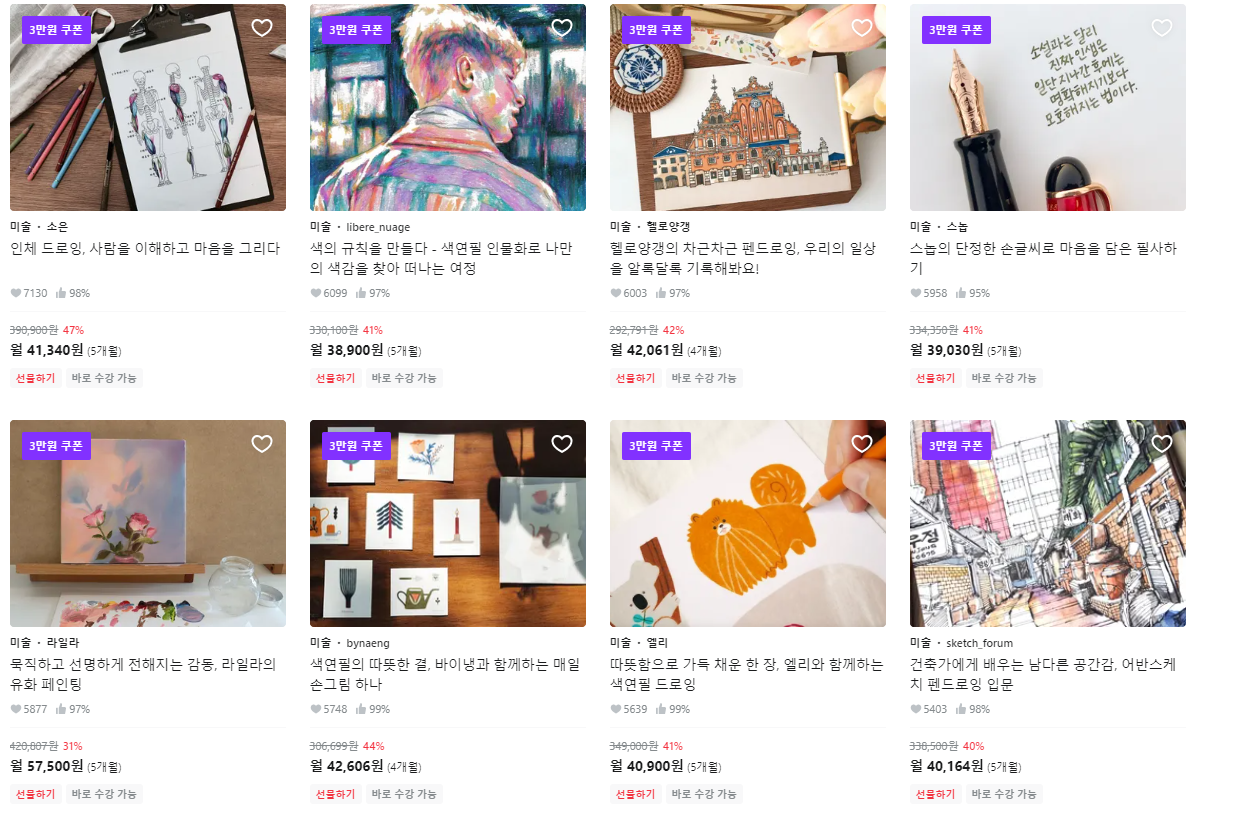 3만원 쿠폰
미술 · 소은
인체 드로잉, 사람을 이해하고 마음을 그리다
7130 98%
390,900원 47%
월 41,340원 (5개월)
선물하기 바로 수강 가능
3만원 쿠폰
미술 · libere_nuage
색의 규칙을 만들다 - 색연필 인물화로 나만
의 색감을 찾아 떠나는 여정
6099 97%
330,100원 41%
월 38,900원 (5개월)
선물하기 바로 수강 가능
3만원 쿠폰
미술 · 헬로양갱
헬로양갱의 차근차근 펜드로잉, 우리의 일상
을 알록달록 기록해봐요!
6003 97%
292,791원 42%
월 42,061원 (4개월)
선물하기 바로 수강 가능
3만원 쿠폰
소설과는 달리
진짜 인생은
일단 지나간 후에는
명확해지기보다
모호해지는 법이다.
미술 · 스놉
스놉의 단정한 손글씨로 마음을 담은 필사하
기
5958 95%
334,350원 41%
월 39,030원 (5개월)
선물하기 바로 수강 가능
3만원 쿠폰
미술 · 라일라
묵직하고 선명하게 전해지는 감동, 라일라의
유화 페인팅
5877 97%
420,807원 31%
월 57,500원 (5개월)
선물하기 바로 수강 가능
3만원 쿠폰
미술 · bynaeng
색연필의 따뜻한 결, 바이냉과 함께하는 매일
손그림 하나
5748 99%
306,699원 44%
월 42,606원 (4개월)
선물하기 바로 수강 가능
3만원 쿠폰
미술 · 엘리
따뜻함으로 가득 채운 한 장, 엘리와 함께하는
색연필 드로잉
5639 99%
349,000원 41%
월 40,900원 (5개월)
선물하기 바로 수강 가능
3만원 쿠폰
미술 · sketch_forum
건축가에게 배우는 남다른 공간감, 어반스케
치 펜드로잉 입문
5403 98%
338,500원 40%
월 40,164원 (5개월)
선물하기 바로 수강 가능